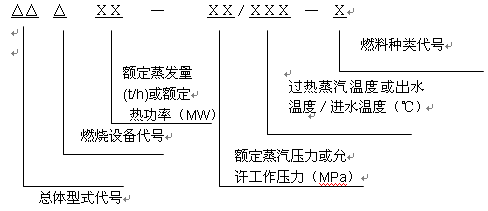 △△ △ XX — XX/XXX — X
燃料种类代号
额定蒸发量
(t/h)或额定
热功率（MW）
过热蒸汽温度或出水
温度/进水温度（℃）
燃烧设备代号
额定蒸汽压力或允
许工作压力（MPa）
总体型式代号